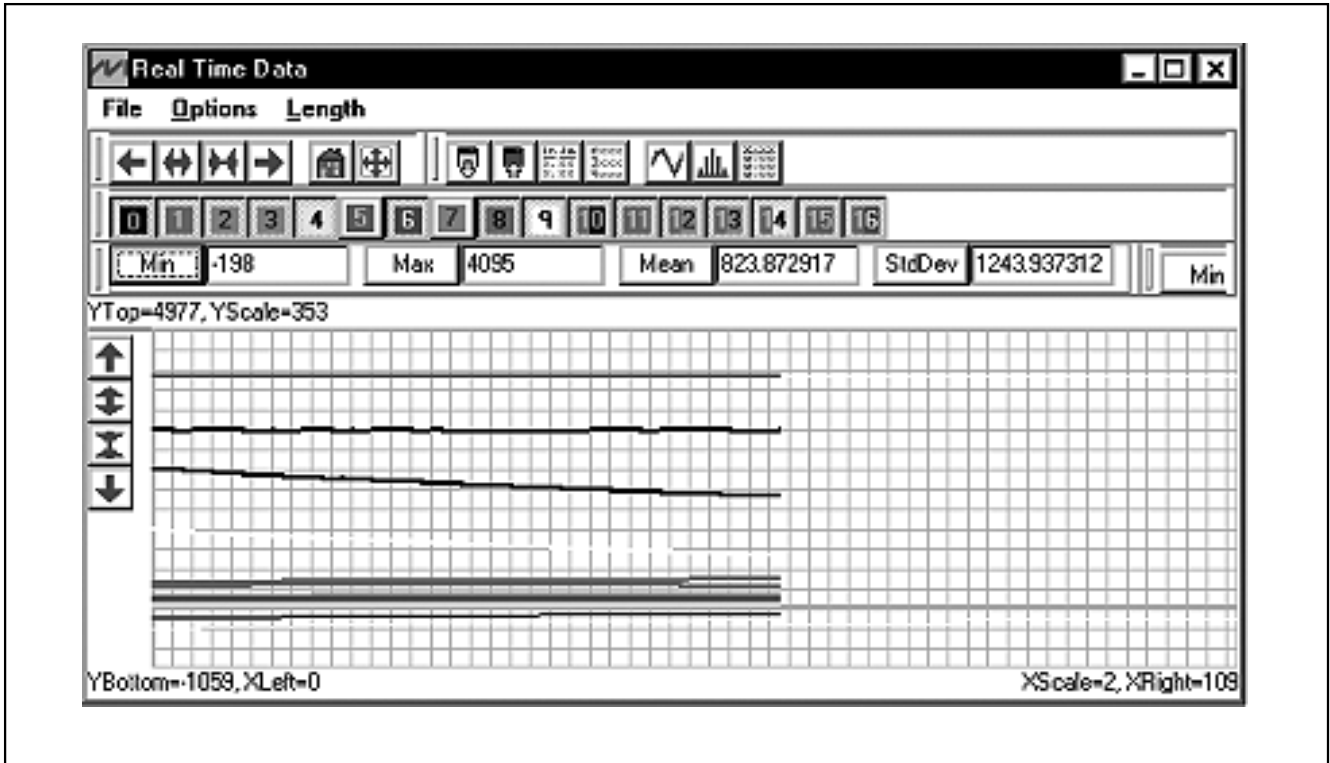 Real Time Data
File Options Length
0 1 2 3 4 5 6 7 8 9 10 11 12 13 14 15 16
Min -198 Max 4095 Mean 823.872917 StdDev 1243.937312 Min
YTop=4977, YScale=353
YBottom=-1059, XLeft=0 XScale=2, XRight=109